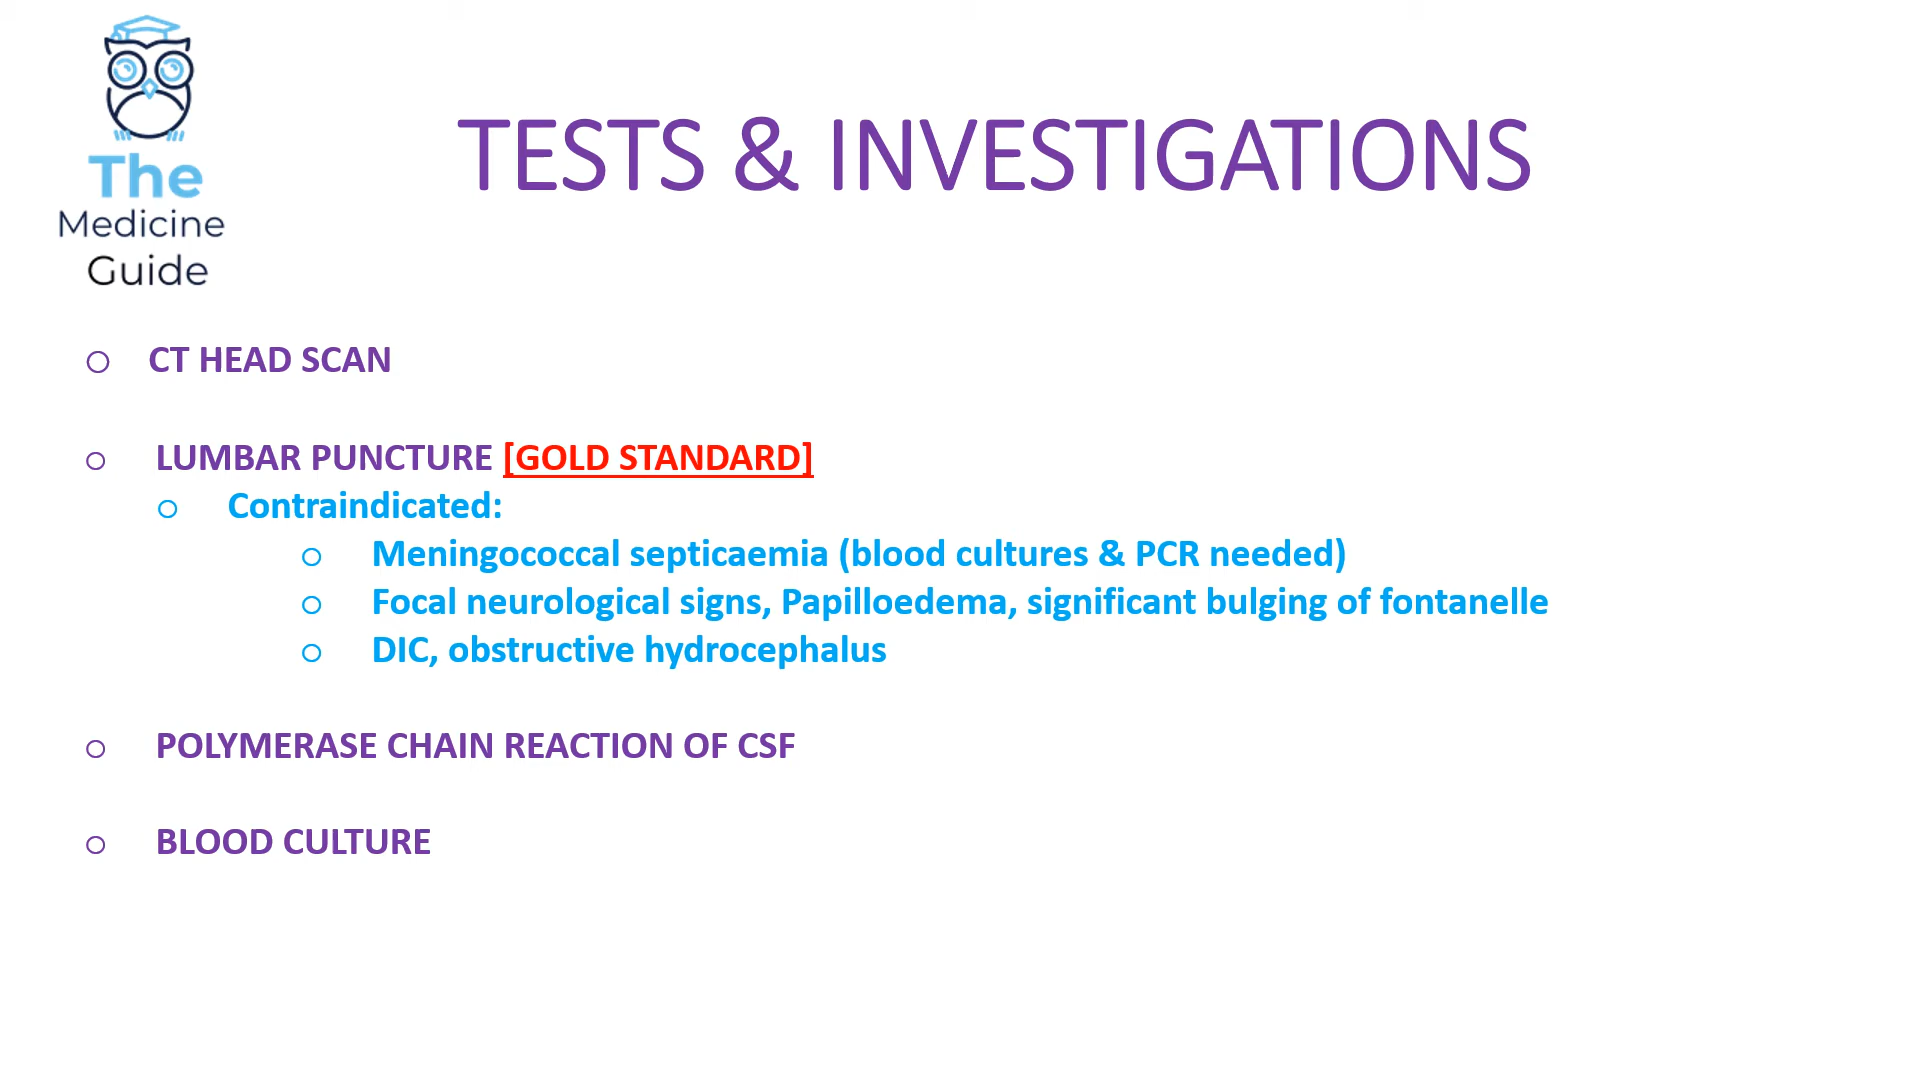 The
Medicine
Guide
TESTS & INVESTIGATIONS
CT HEAD SCAN
LUMBAR PUNCTURE [GOLD STANDARD]
Contraindicated:
Meningococcal septicaemia (blood cultures & PCR needed)
Focal neurological signs, Papilloedema, significant bulging of fontanelle
DIC, obstructive hydrocephalus
POLYMERASE CHAIN REACTION OF CSF
BLOOD CULTURE